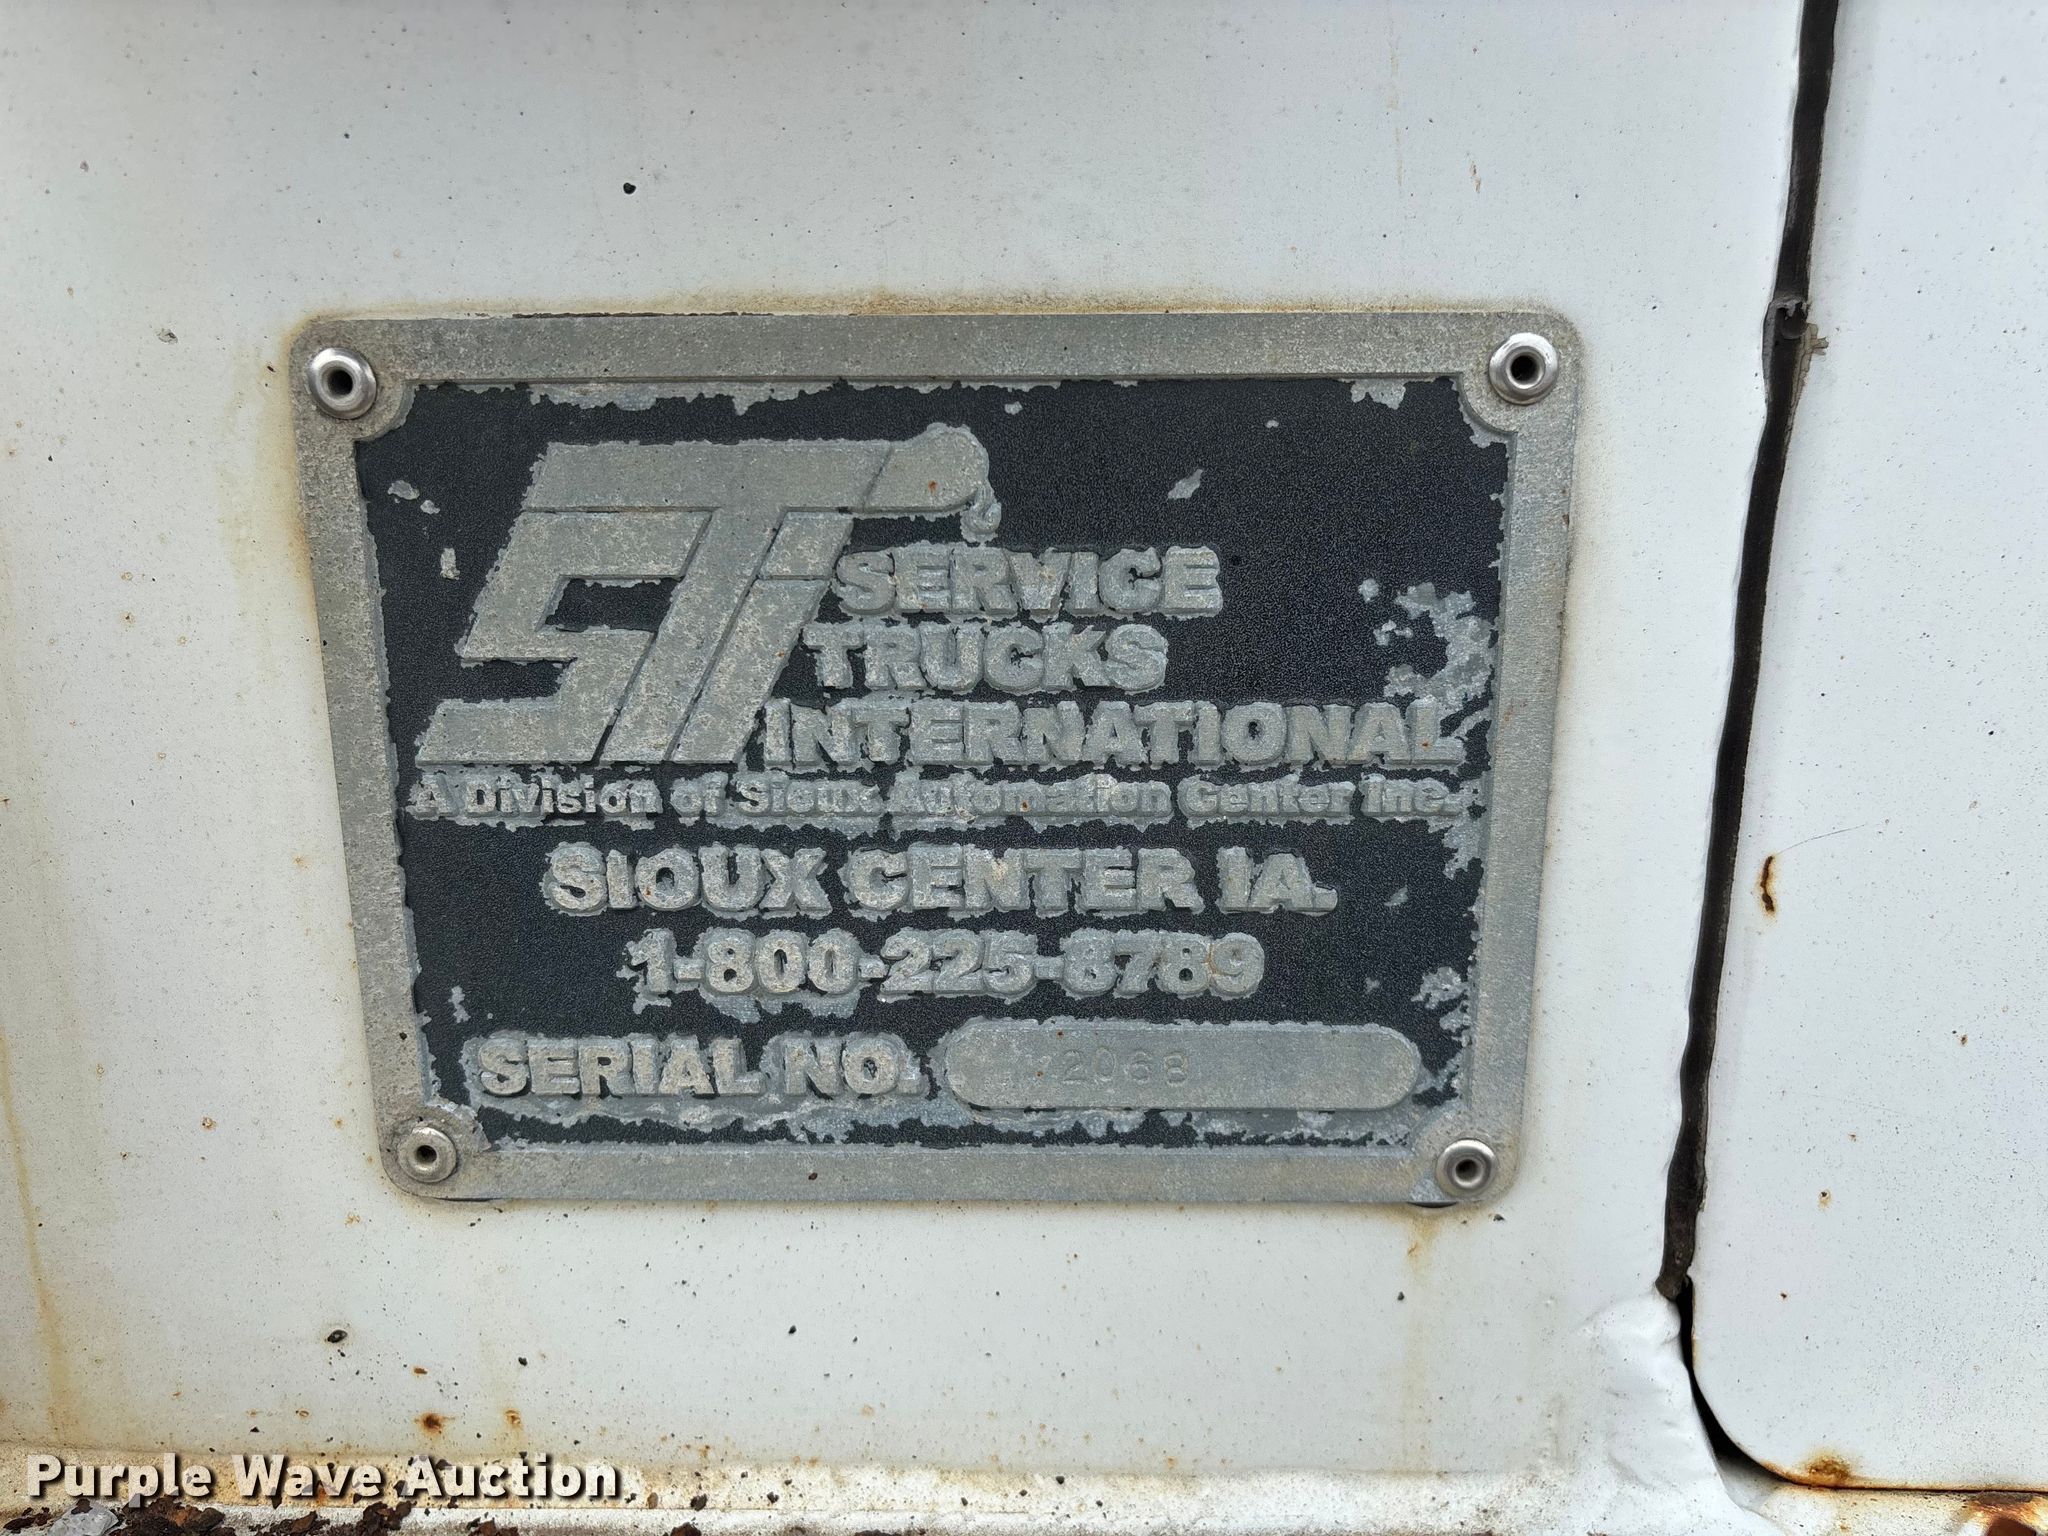 STI
SERVICE
TRUCKS
INTERNATIONAL
A Division of Sioux Automation Center Inc.
SIOUX CENTER IA.
1-800-225-8789
SERIAL NO. 2068
Purple Wave Auction